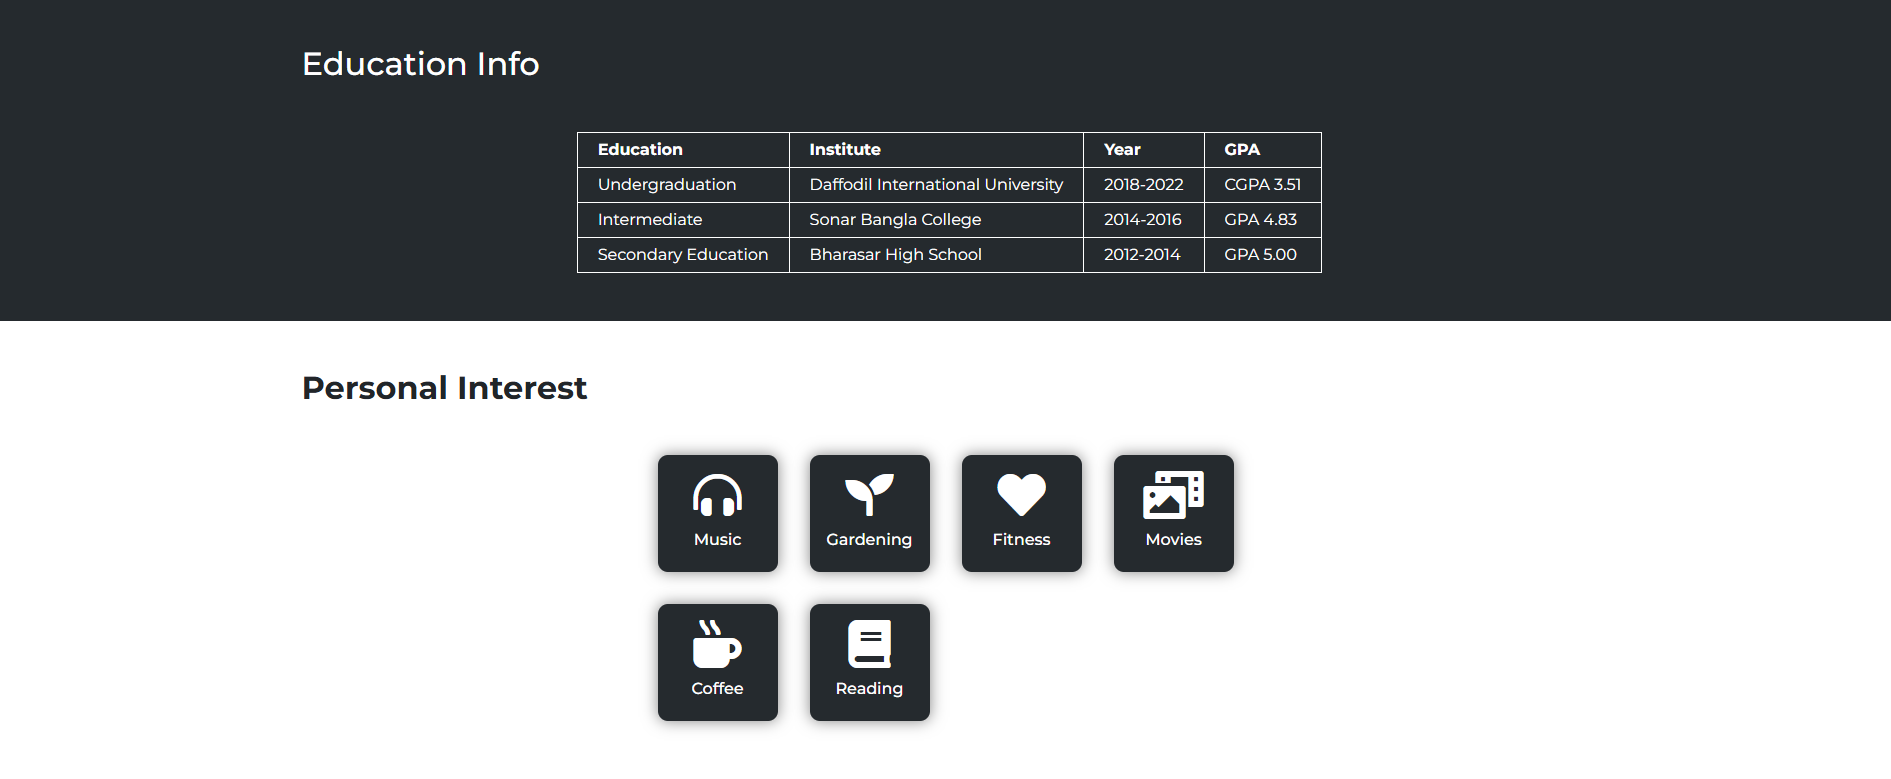 Education Info
Education Institute Year GPA
Undergraduation Daffodil International University 2018-2022 CGPA 3.51
Intermediate Sonar Bangla College 2014-2016 GPA 4.83
Secondary Education Bharasar High School 2012-2014 GPA 5.00
Personal Interest
Music Gardening Fitness Movies
Coffee Reading